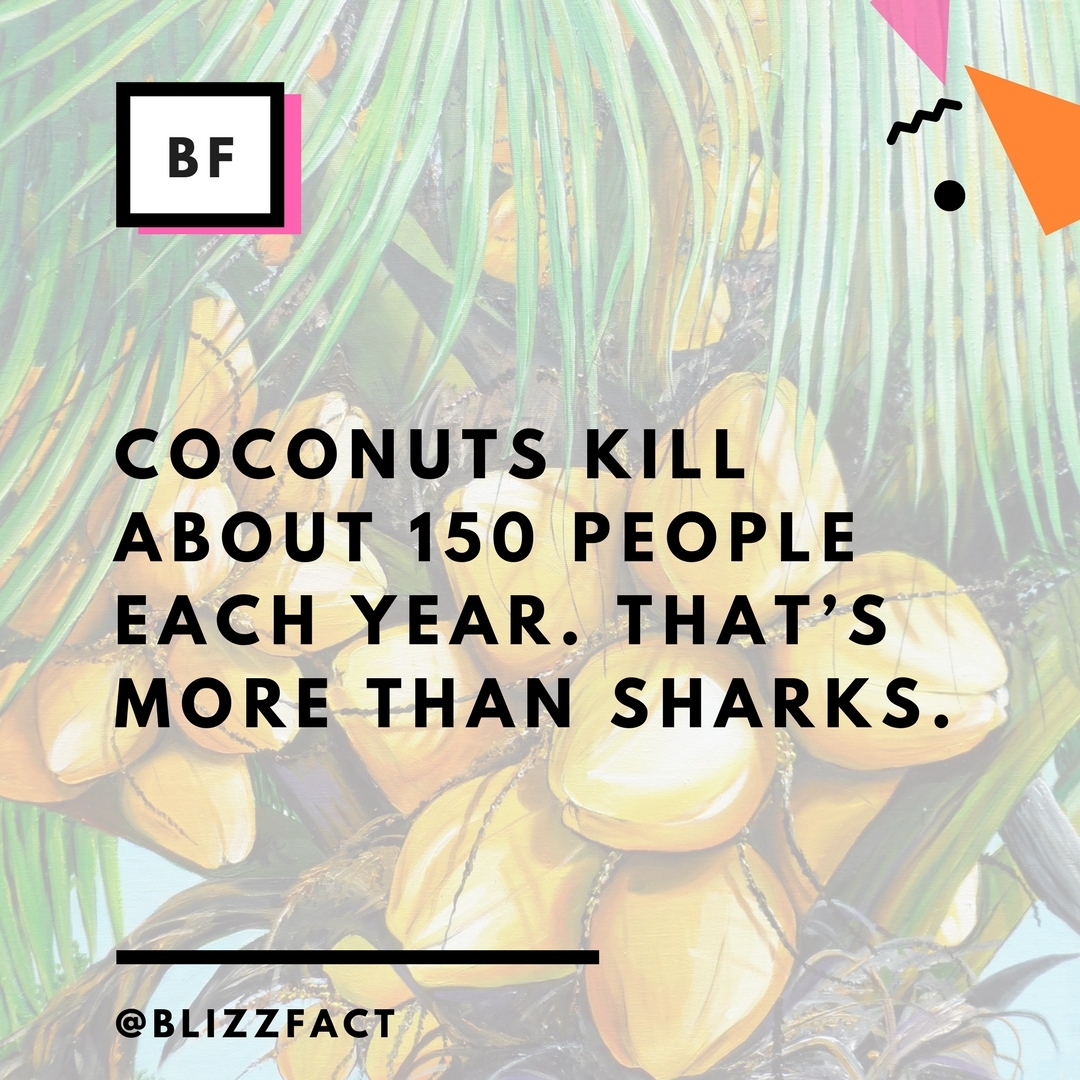 BF
COCONUTS KILL
ABOUT 150 PEOPLE
EACH YEAR. THAT’S
MORE THAN SHARKS.
@BLIZZFACT